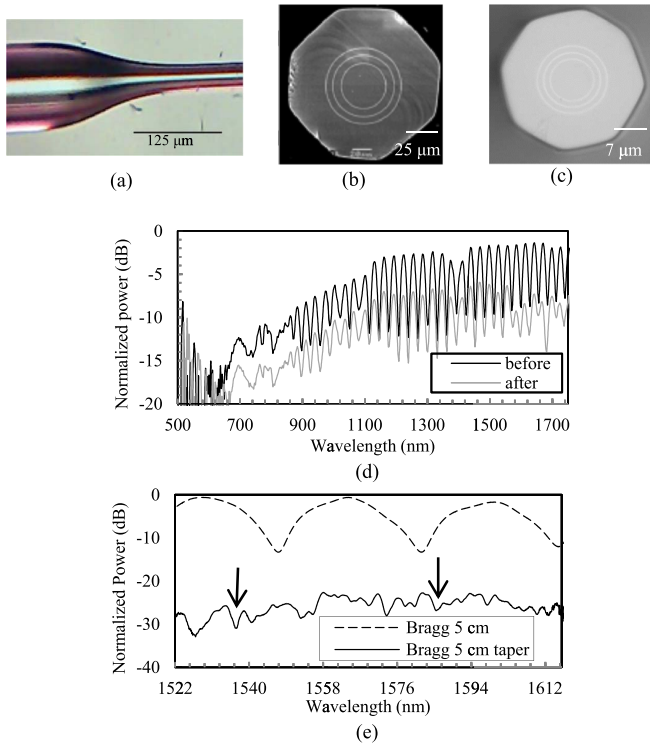 125 μm
25 μm
7 μm
(a)
(b)
(c)
Normalized power (dB)
0
-5
-10
-15
-20
before
after
500 700 900 1100 1300 1500 1700
Wavelength (nm)
(d)
Normalized Power (dB)
0
-10
-20
-30
-40
Bragg 5 cm
Bragg 5 cm taper
1522 1540 1558 1576 1594 1612
Wavelength (nm)
(e)